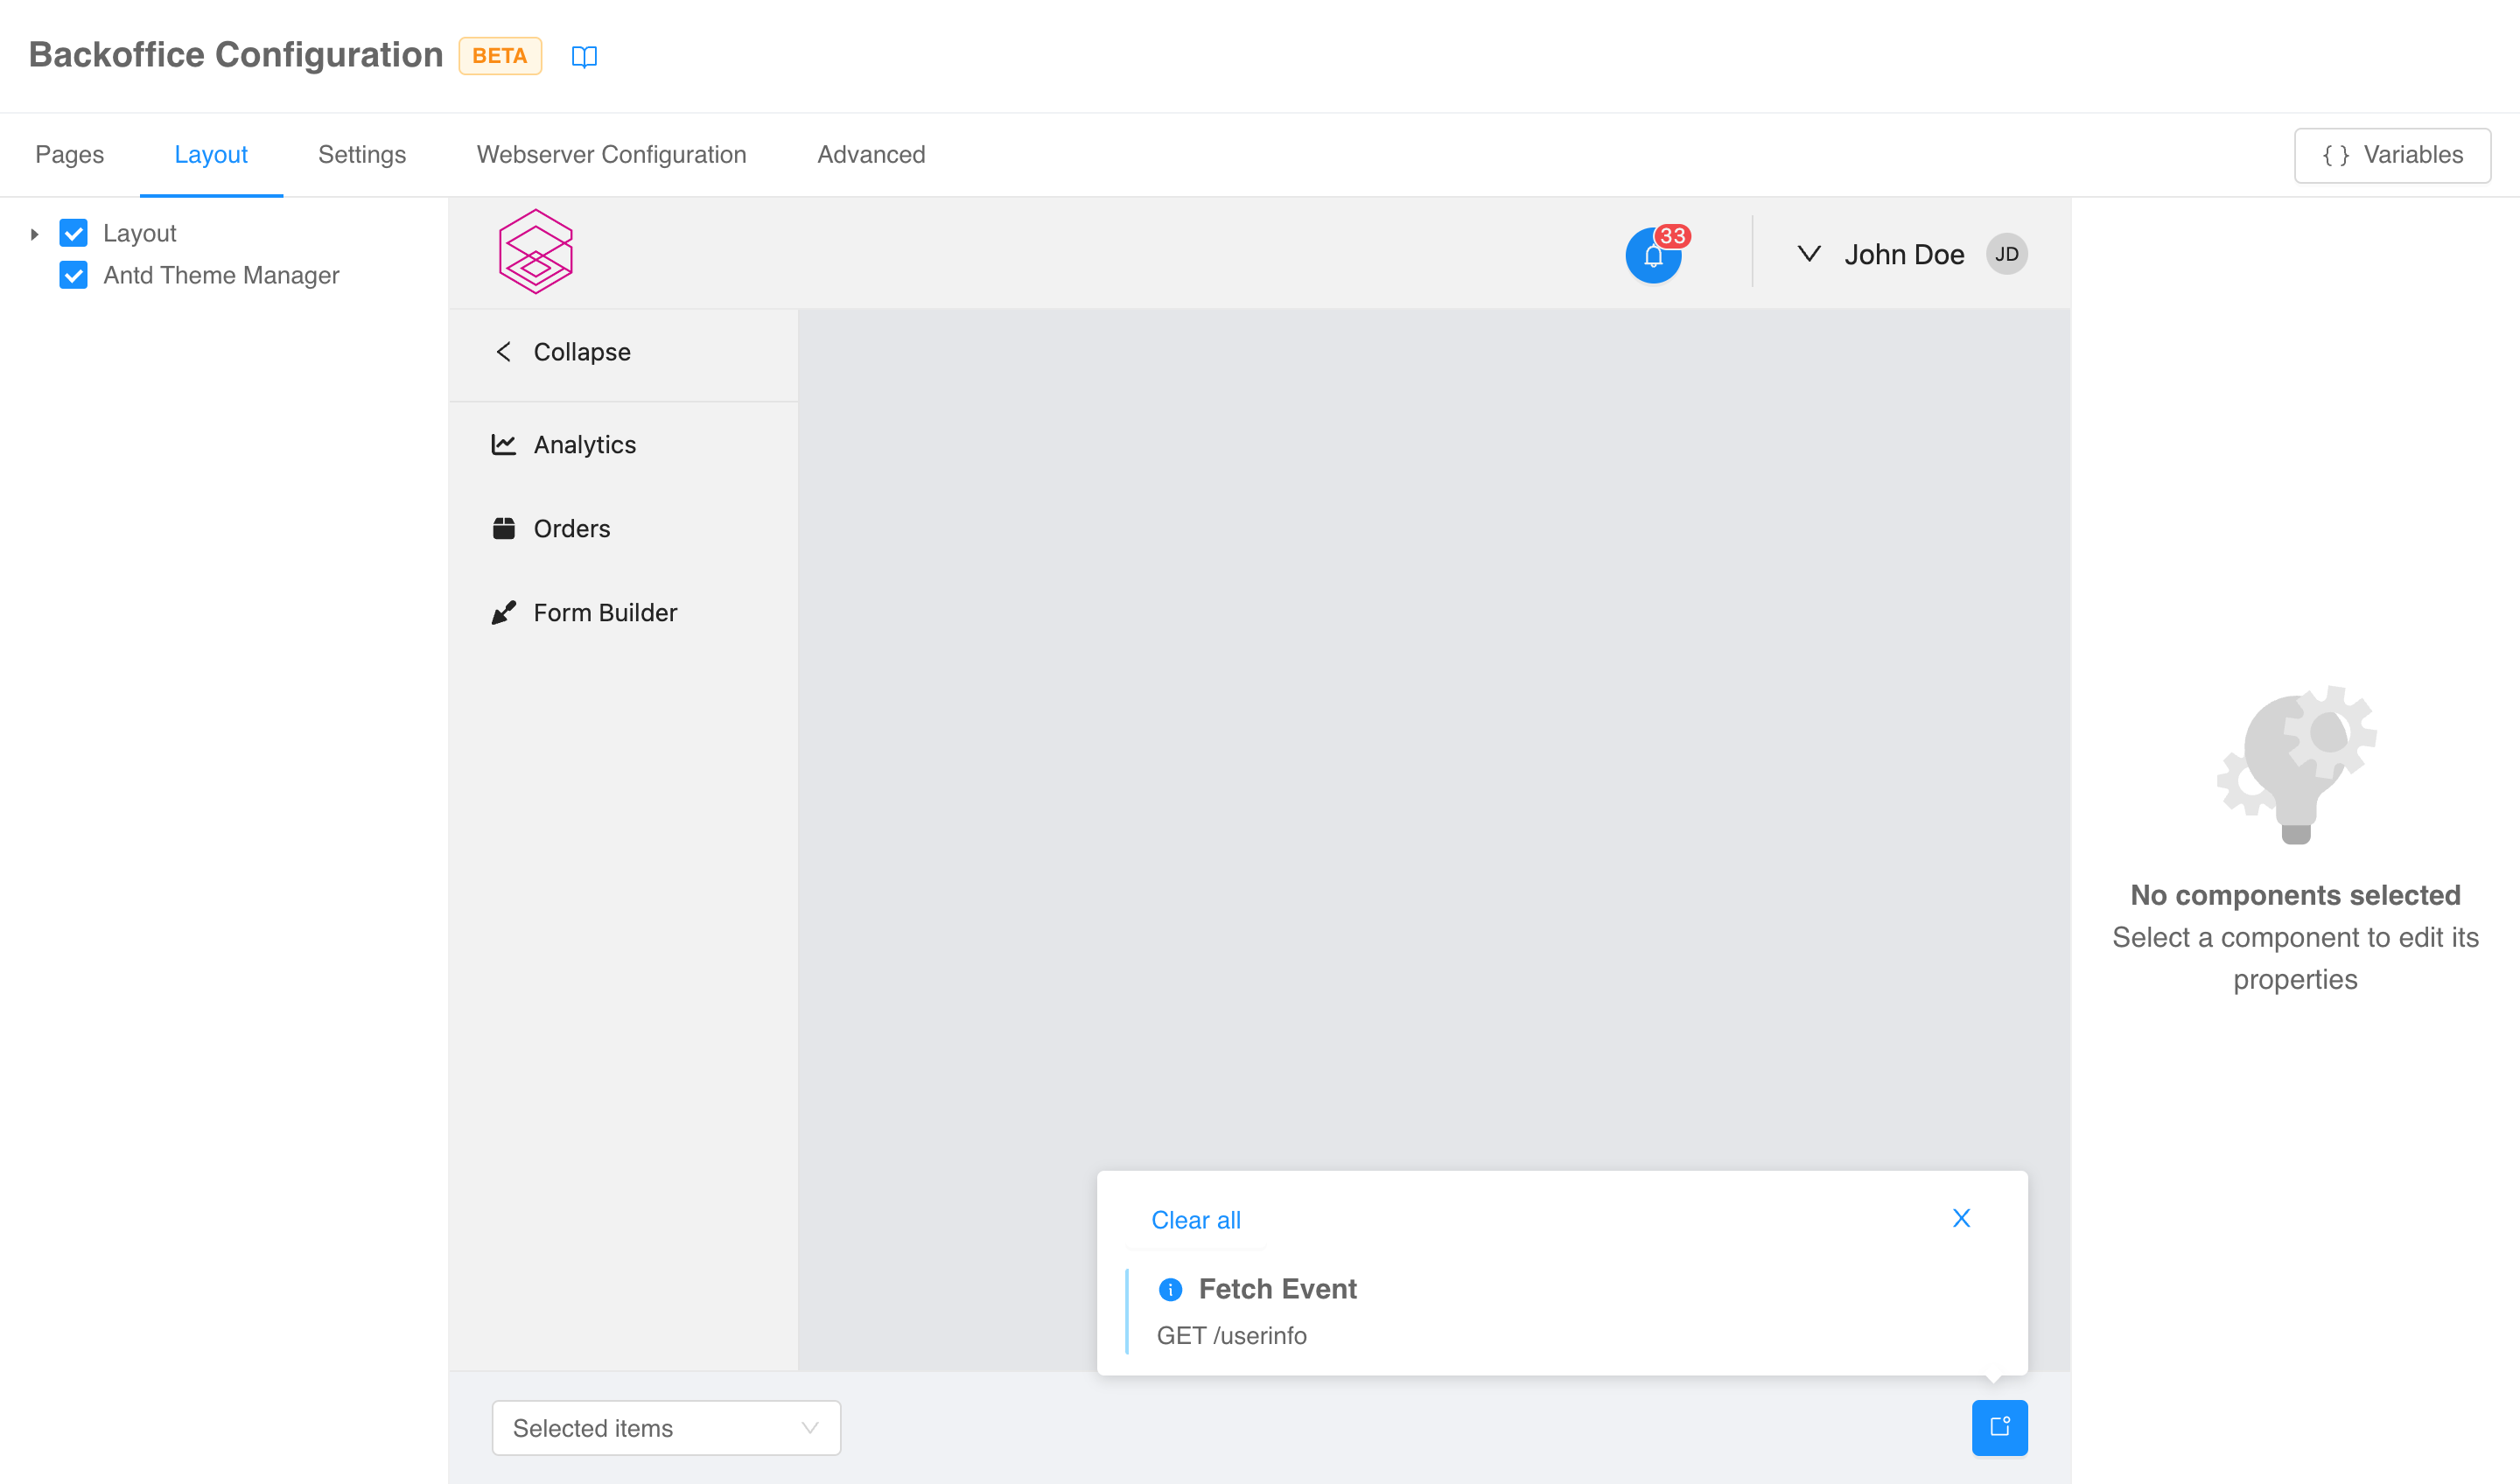 Backoffice Configuration BETA
Pages Layout Settings Webserver Configuration Advanced { } Variables
Layout
Antd Theme Manager
33
John Doe JD
Collapse
Analytics
Orders
Form Builder
No components selected
Select a component to edit its
properties
Clear all
Fetch Event
GET /userinfo
Selected items